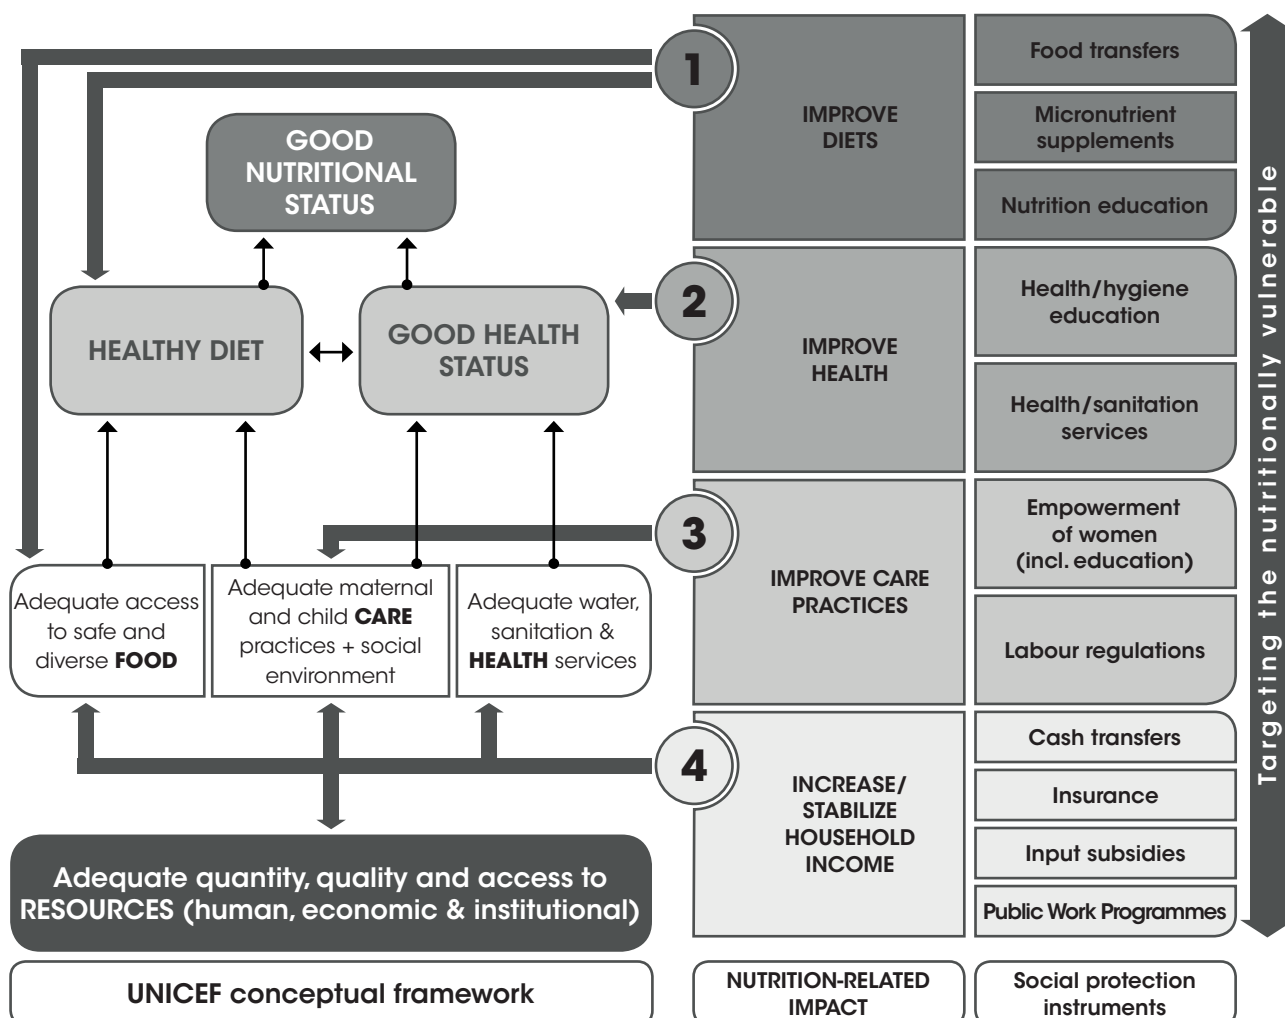 GOOD
NUTRITIONAL
STATUS
HEALTHY DIET
GOOD HEALTH
STATUS
Adequate access
to safe and
diverse FOOD
Adequate maternal
and child CARE
practices + social
environment
Adequate water,
sanitation &
HEALTH services
Adequate quantity, quality and access to
RESOURCES (human, economic & institutional)
UNICEF conceptual framework
1
IMPROVE
DIETS
Food transfers
Micronutrient
supplements
Nutrition education
2
IMPROVE
HEALTH
Health/hygiene
education
Health/sanitation
services
3
IMPROVE CARE
PRACTICES
Empowerment
of women
(incl. education)
Labour regulations
4
INCREASE/
STABILIZE
HOUSEHOLD
INCOME
Cash transfers
Insurance
Input subsidies
Public Work Programmes
NUTRITION-RELATED
IMPACT
Social protection
instruments
Targeting the nutritionally vulnerable